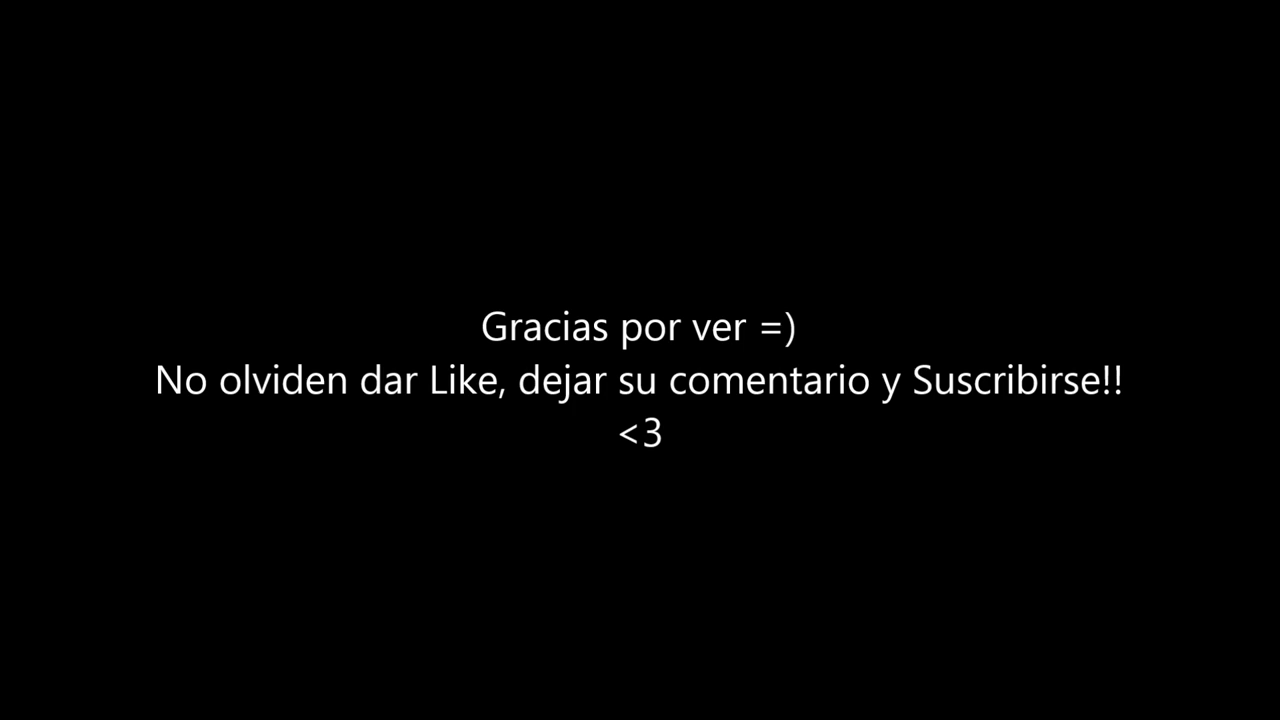 Gracias por ver =)
No olviden dar Like, dejar su comentario y Suscribirse!!
<3